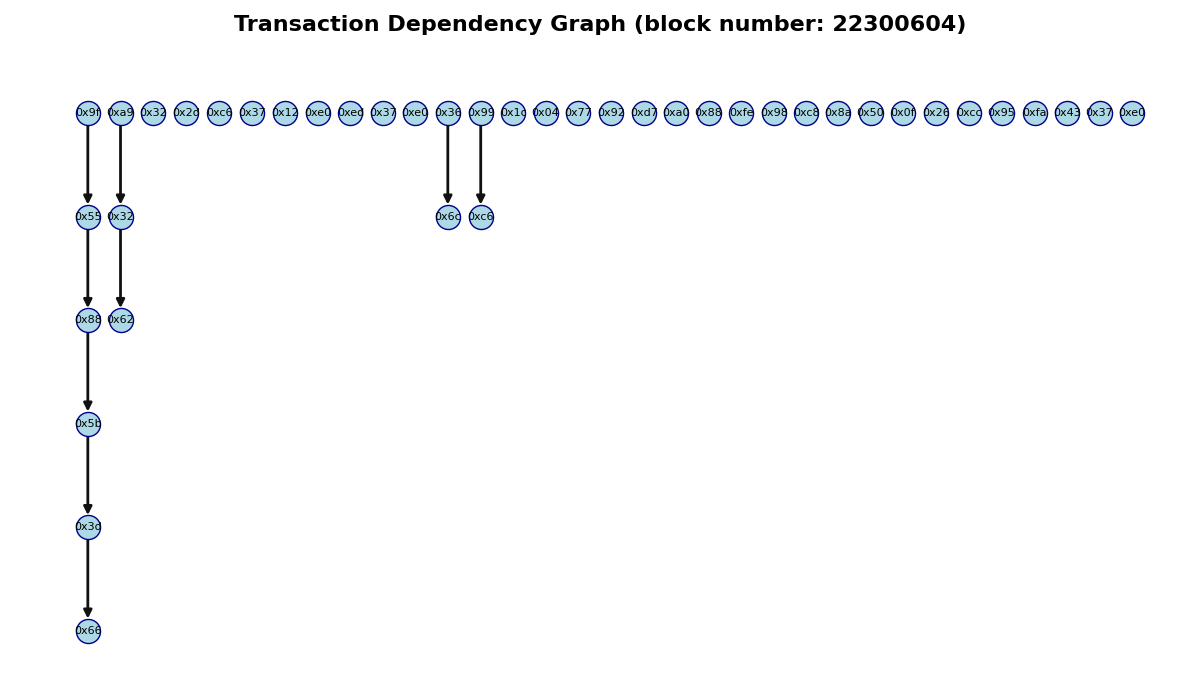 Transaction Dependency Graph (block number: 22300604)
0x9f 0xa9 0x32 0x2d 0xc6 0x37 0x12 0xe0 0xed 0x37 0xe0 0x36 0x99 0x1c 0x04 0x77 0x92 0xd7 0xa0 0x88 0xfe 0x98 0xc8 0x8a 0x50 0x0f 0x26 0xcc 0x95 0xfa 0x43 0x37 0xe0
0x55 0x32 0x6c 0xc6
0x88 0x62
0x5b
0x3d
0x66